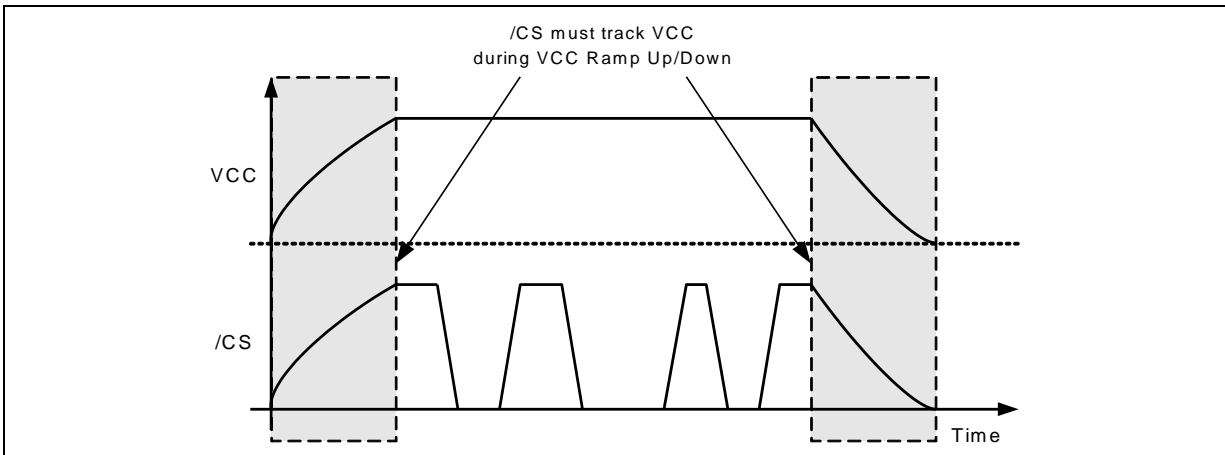 /CS must track VCC
during VCC Ramp Up/Down
VCC
/CS
Time